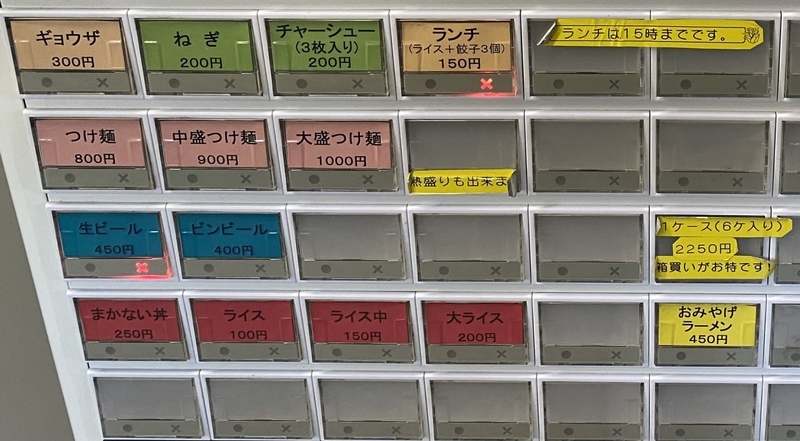 ギョウザ
300円
ねぎ
200円
チャーシュー
(3枚入り)
200円
ランチ
(ライス+餃子3個)
150円
ランチは15時までです。
つけ麺
800円
中盛つけ麺
900円
大盛つけ麺
1000円
熱盛りも出来ま
生ビール
450円
ビンビール
400円
1ケース(6ケ入り)
2250円
箱買いがお特です!
まかない丼
250円
ライス
100円
ライス中
150円
大ライス
200円
おみやげ
ラーメン
450円